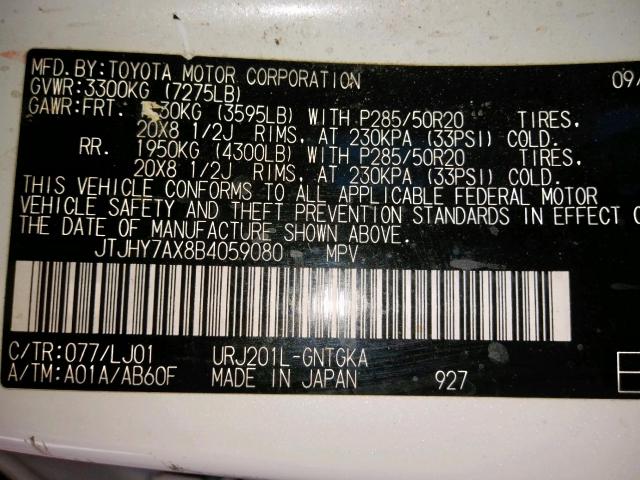 MFD.BY:TOYOTA MOTOR CORPORATION 09/
GVWR:3300KG (7275LB)
GAWR:FRT. 30KG (3595LB) WITH P285/50R20 TIRES,
20X8 1/2J RIMS, AT 230KPA (33PSI) COLD.
RR. 1950KG (4300LB) WITH P285/50R20 TIRES,
20X8 1/2J RIMS, AT 230KPA (33PSI) COLD.
THIS VEHICLE CONFORMS TO ALL APPLICABLE FEDERAL MOTOR
VEHICLE SAFETY AND THEFT PREVENTION STANDARDS IN EFFECT
THE DATE OF MANUFACTURE SHOWN ABOVE.
JTJHY7AX8B4059080 MPV
C/TR:077/LJ01 URJ201L-GNTGKA
A/TM:A01A/AB60F MADE IN JAPAN 927